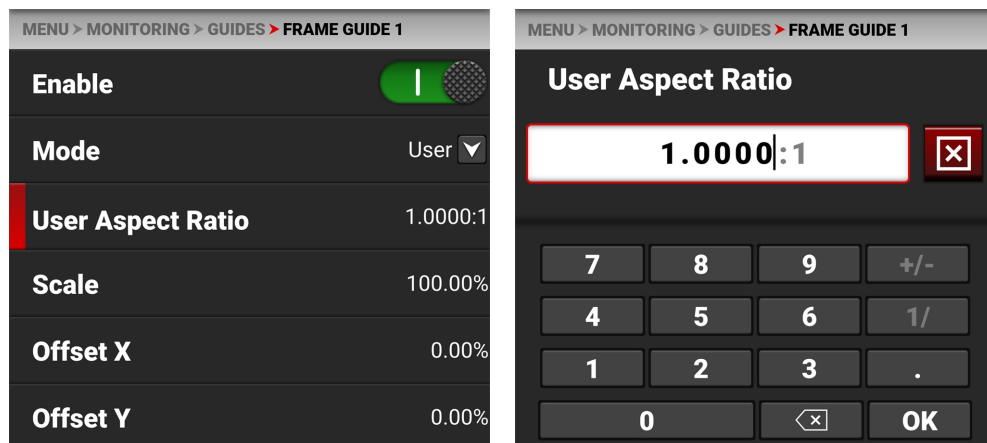 MENU > MONITORING > GUIDES > FRAME GUIDE 1
Enable
Mode User
User Aspect Ratio 1.0000:1
Scale 100.00%
Offset X 0.00%
Offset Y 0.00%
MENU > MONITORING > GUIDES > FRAME GUIDE 1
User Aspect Ratio
1.0000:1
7 8 9 +/-
4 5 6 1/
1 2 3 .
0 OK